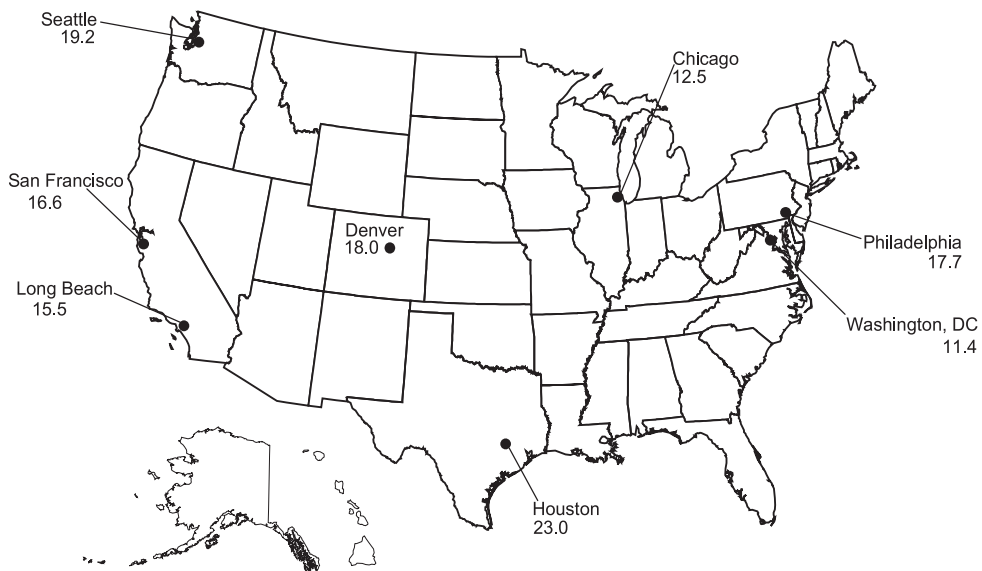 Seattle
19.2
Chicago
12.5
San Francisco
16.6
Denver
18.0
Philadelphia
17.7
Long Beach
15.5
Washington, DC
11.4
Houston
23.0